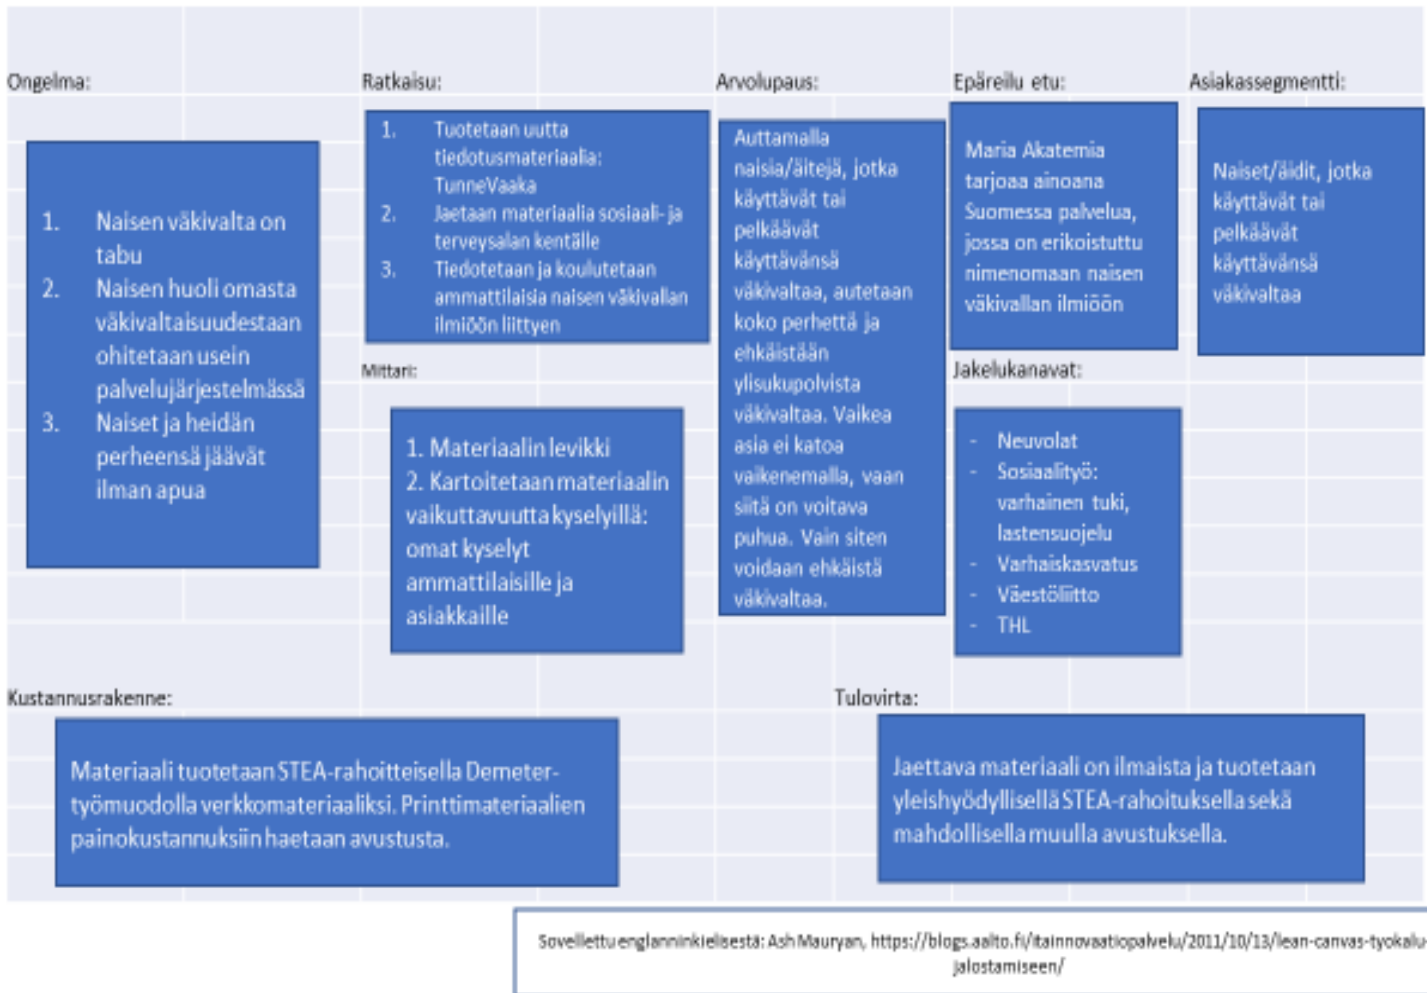 Ongelma:
1. Naisen väkivalta on
tabu
2. Naisen huoli omasta
väkivaltaisuudestaan
ohitetaan usein
palvelujärjestelmässä
3. Naiset ja heidän
perheensä jäävät
ilman apua
Ratkaisu:
1. Tuotetaan uutta
tiedotusmateriaalia:
TunneVaaka
2. Jaetaan materiaalia sosiaali- ja
terveysalan kentälle
3. Tiedotetaan ja koulutetaan
ammattilaisia naisen väkivallan
ilmiöön liittyen
Mittari:
1. Materiaalin levikki
2. Kartoitetaan materiaalin
vaikuttavuutta kyselyillä:
omat kyselyt
ammattilaisille ja
asiakkaille
Arvolupaus:
Auttamalla
naisia/äitejä, jotka
käyttävät tai
pelkäävät
käyttävänsä
väkivaltaa, autetaan
koko perhettä ja
ehkäistään
ylisukupolvista
väkivaltaa. Vaikea
asia ei katoa
vaikenemalla, vaan
siitä on voitava
puhua. Vain siten
voidaan ehkäistä
väkivaltaa.
Epäreilu etu:
Maria Akatemia
tarjoaa ainoana
Suomessa palvelua,
jossa on erikoistuttu
nimenomaan naisen
väkivallan ilmiöön
Jakelukanavat:
- Neuvolat
- Sosiaalityö:
varhainen tuki,
lastensuojelu
- Varhaiskasvatus
- Väestöliitto
- THL
Asiakassegmentti:
Naiset/äidit, jotka
käyttävät tai
pelkäävät
käyttävänsä
väkivaltaa
Kustannusrakenne:
Materiaali tuotetaan STEA-rahoitteisella Demeter-
työmuodolla verkkomateriaaliksi. Printtimateriaalien
painokustannuksiin haetaan avustusta.
Tulovirta:
Jaettava materiaali on ilmaista ja tuotetaan
yleishyödyllisellä STEA-rahoituksella sekä
mahdollisella muulla avustuksella.
Sovellettu englanninkielisestä: Ash Mauryan, https://blogs.aalto.fi/itainnovaatiopalvelu/2011/10/13/lean-canvas-tyokalu-
jalostamiseen/